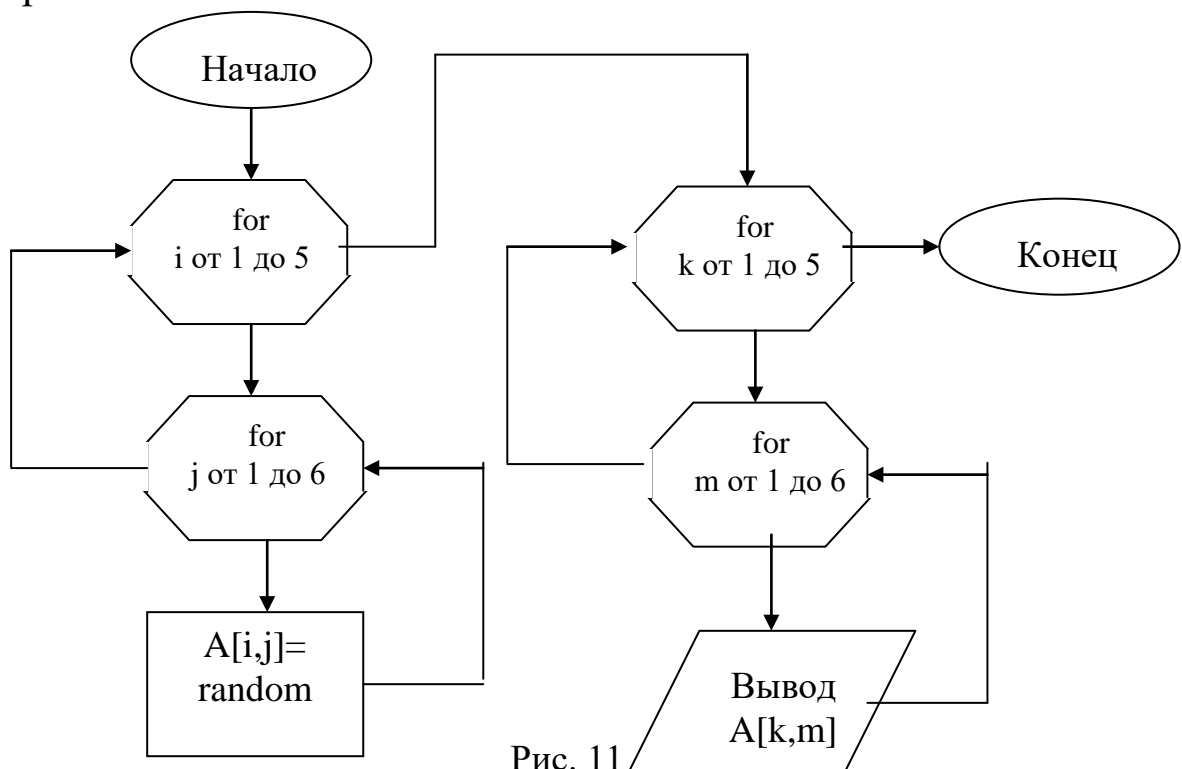 Начало
for
i от 1 до 5
for
j от 1 до 6
A[i,j]=
random
for
k от 1 до 5
Конец
for
m от 1 до 6
Вывод
A[k,m]
Рис. 11